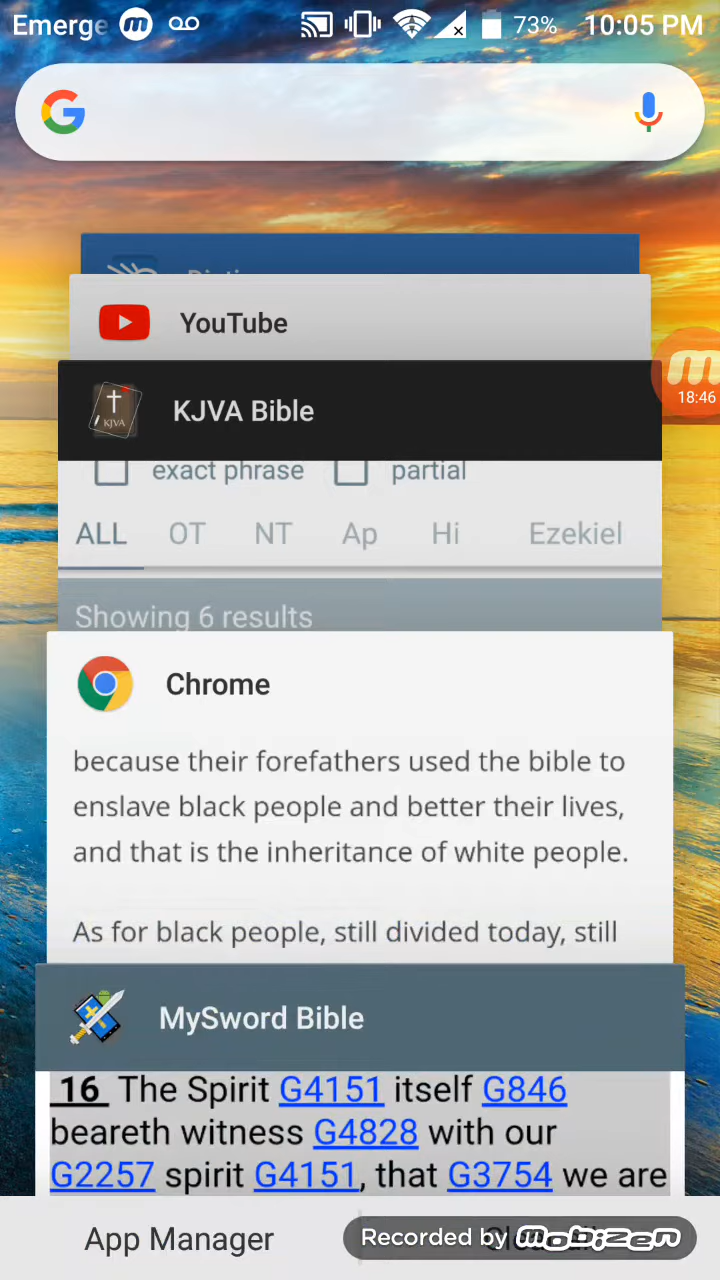 Emerge 73% 10:05 PM
YouTube
18:46
KJVA
KJVA Bible
exact phrase partial
ALL OT NT Ap Hi Ezekiel
Showing 6 results
Chrome
because their forefathers used the bible to
enslave black people and better their lives,
and that is the inheritance of white people.
As for black people, still divided today, still
MySword Bible
16 The Spirit G4151 itself G846
beareth witness G4828 with our
G2257 spirit G4151, that G3754 we are
App Manager
Recorded by MOBIZEN